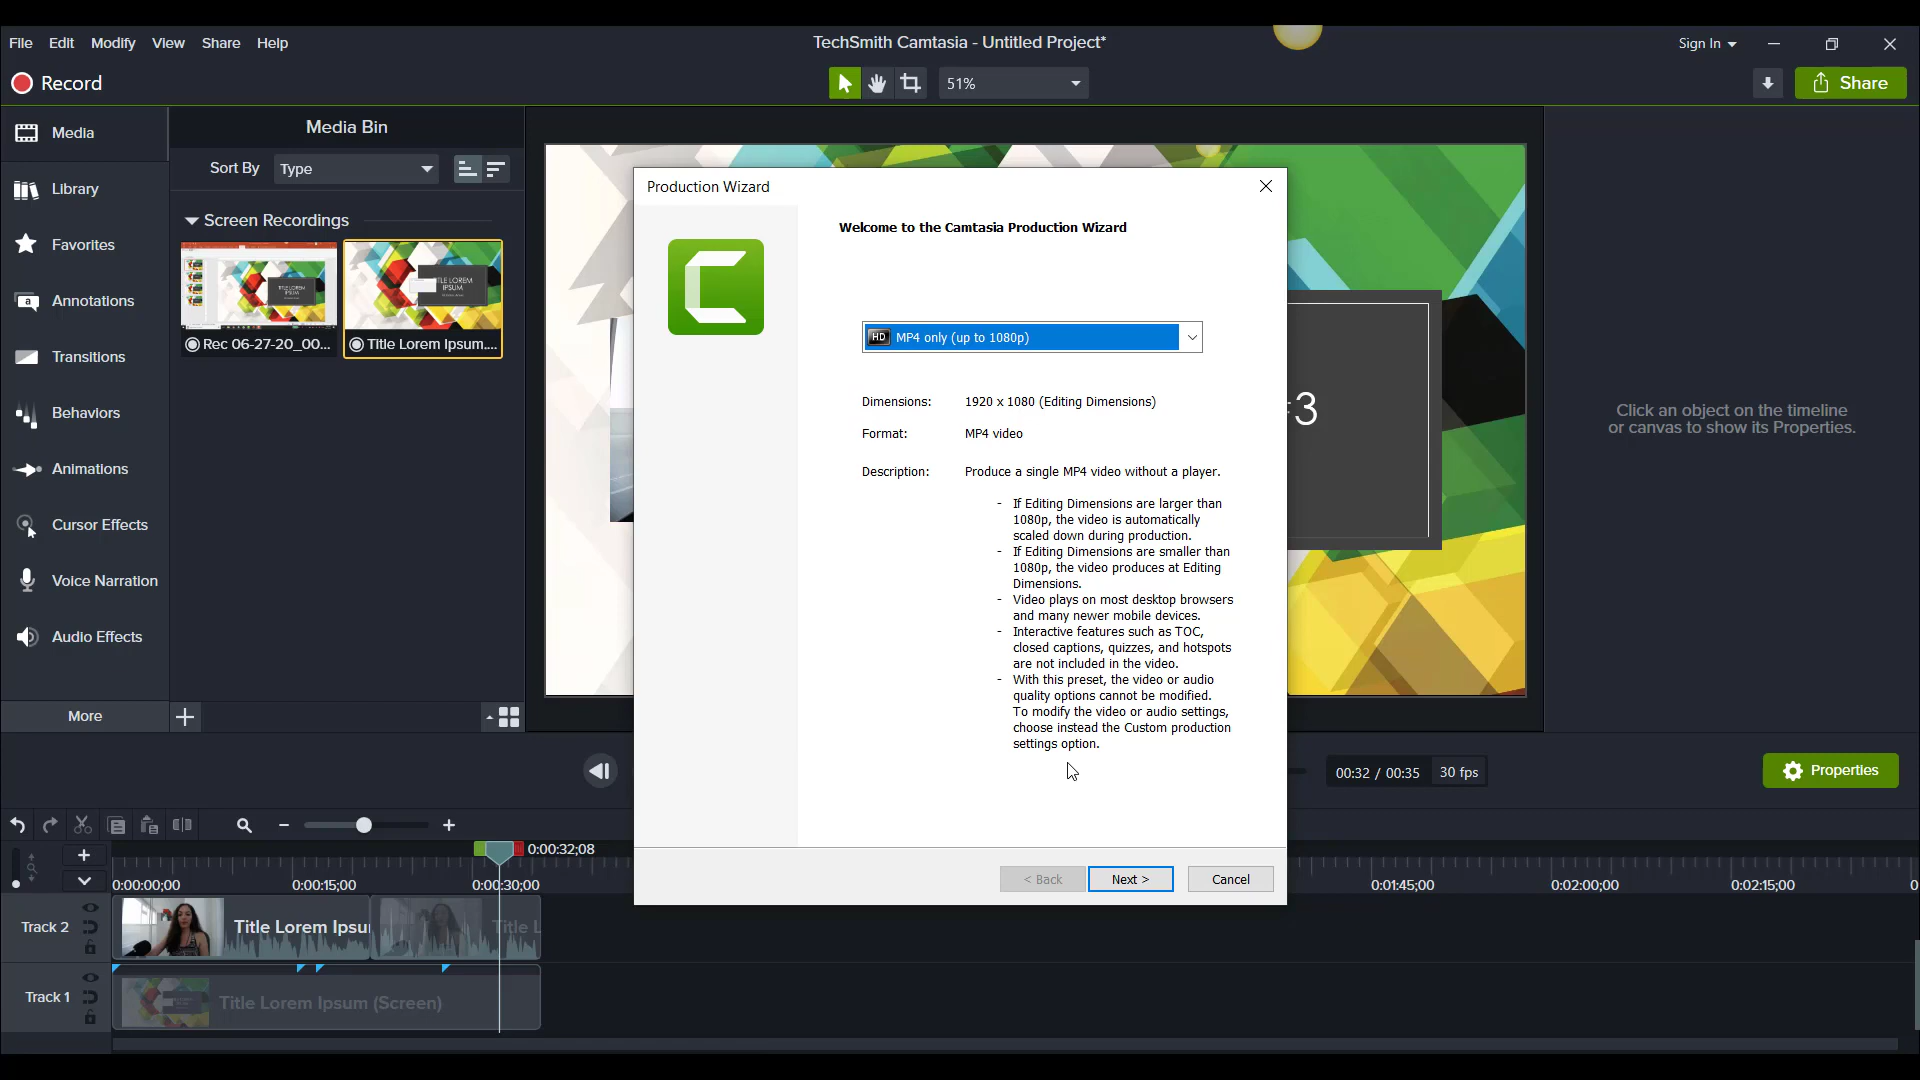 File Edit Modify View Share Help
TechSmith Camtasia - Untitled Project*
Sign In
Record
51%
Share
Media
Library
Favorites
Annotations
Transitions
Behaviors
Animations
Cursor Effects
Voice Narration
Audio Effects
More
Media Bin
Sort By Type
Screen Recordings
TITLE LOREM
IPSUM
Rec 06-27-20_00...
TLE LOREM
IPSUM
Title Lorem Ipsum....
Production Wizard
Welcome to the Camtasia Production Wizard
HD MP4 only (up to 1080p)
Dimensions: 1920 x 1080 (Editing Dimensions)
Format: MP4 video
Description: Produce a single MP4 video without a player.
- If Editing Dimensions are larger than
1080p, the video is automatically
scaled down during production.
- If Editing Dimensions are smaller than
1080p, the video produces at Editing
Dimensions.
- Video plays on most desktop browsers
and many newer mobile devices.
- Interactive features such as TOC,
closed captions, quizzes, and hotspots
are not included in the video.
- With this preset, the video or audio
quality options cannot be modified.
To modify the video or audio settings,
choose instead the Custom production
settings option.
< Back Next > Cancel
3
Click an object on the timeline
or canvas to show its Properties.
00:32 / 00:35 30 fps
Properties
0:00:32;08
0:00:00;00 0:00:15;00 0:00:30;00 0:01:45;00 0:02:00;00 0:02:15;00 0
Track 2
Title Lorem Ipsu
Title L
Track 1
Title Lorem Ipsum (Screen)